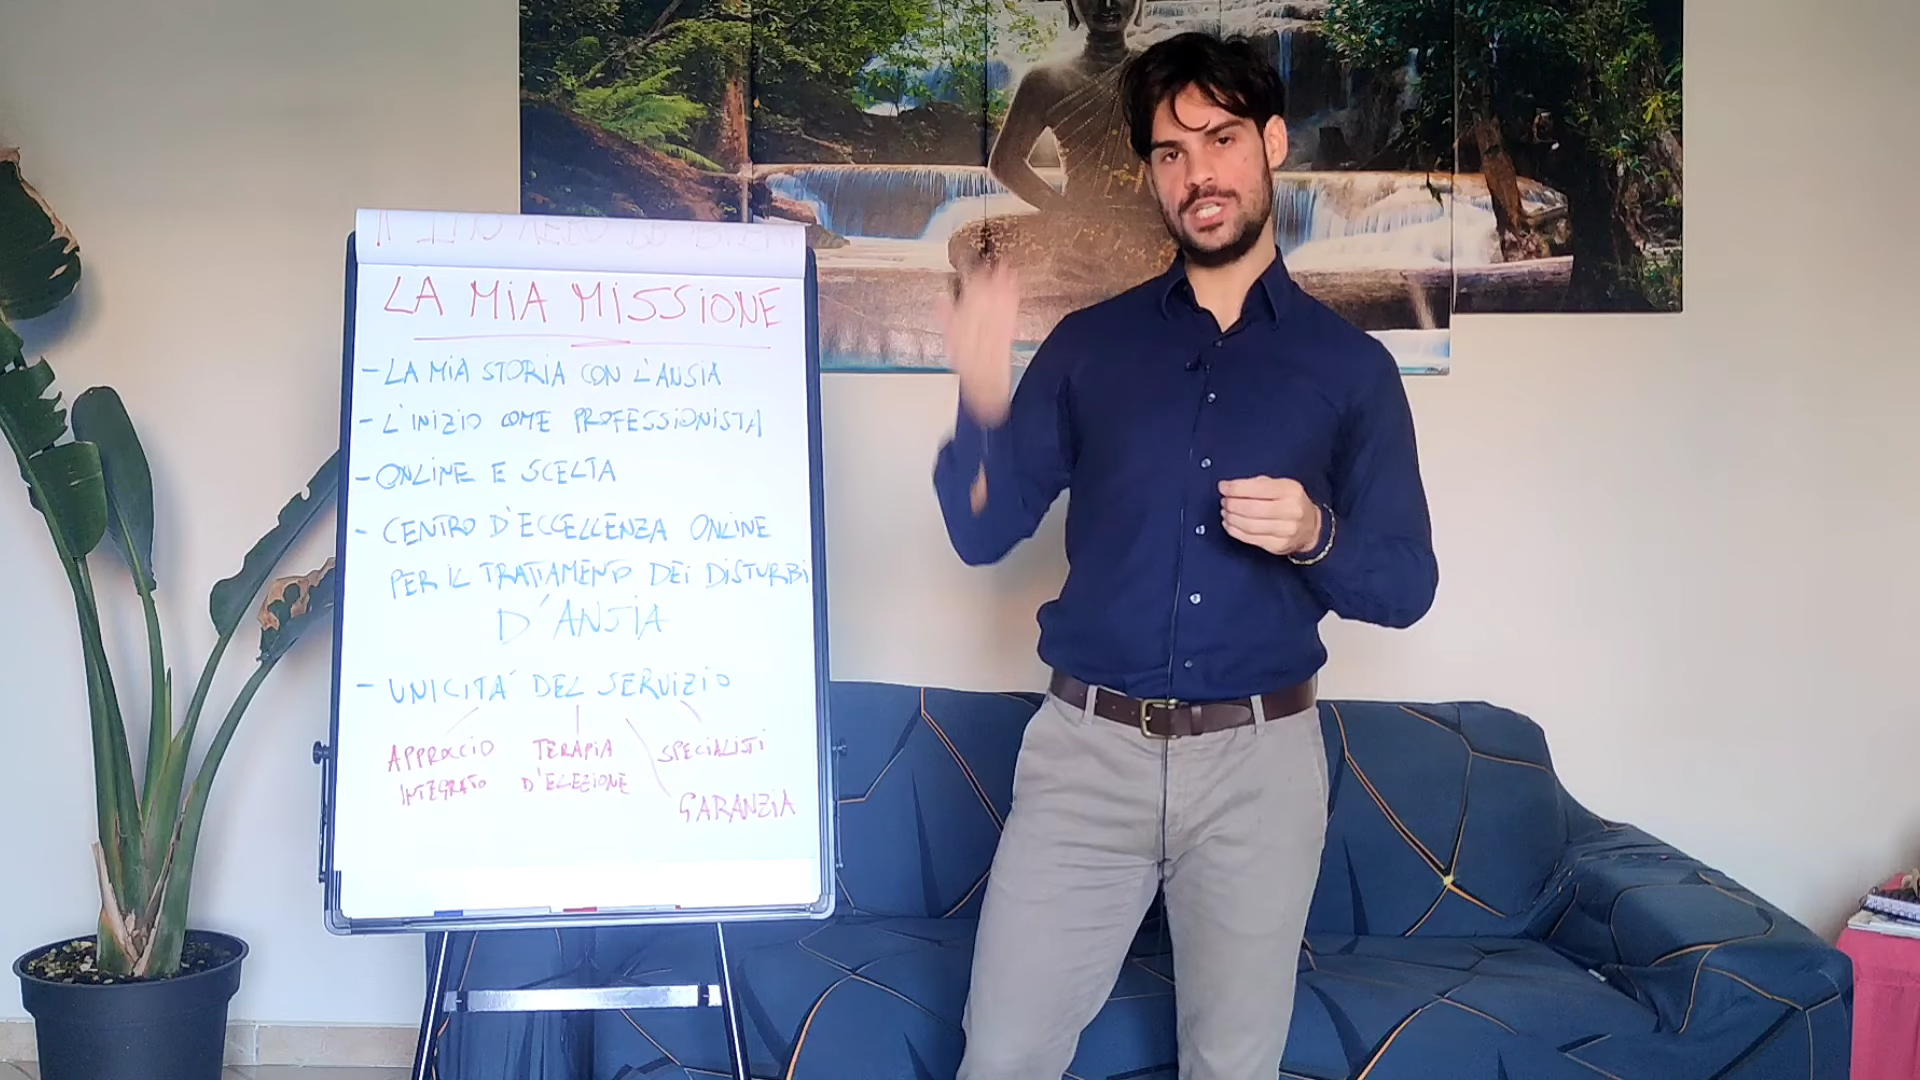 LA MIA MISSIONE
- LA MIA STORIA CON L'ANSIA
- L'INIZIO COME PROFESSIONISTA
- ONLINE E SCELTA
- CENTRO D'ECCELLENZA ONLINE
PER IL TRATTAMENTO DEI DISTURBI
D'ANSIA
- UNICITA' DEL SERVIZIO
APPROCCIO TERAPIA SPECIALISTI
INTEGRATO D'ELEZIONE
GARANZIA